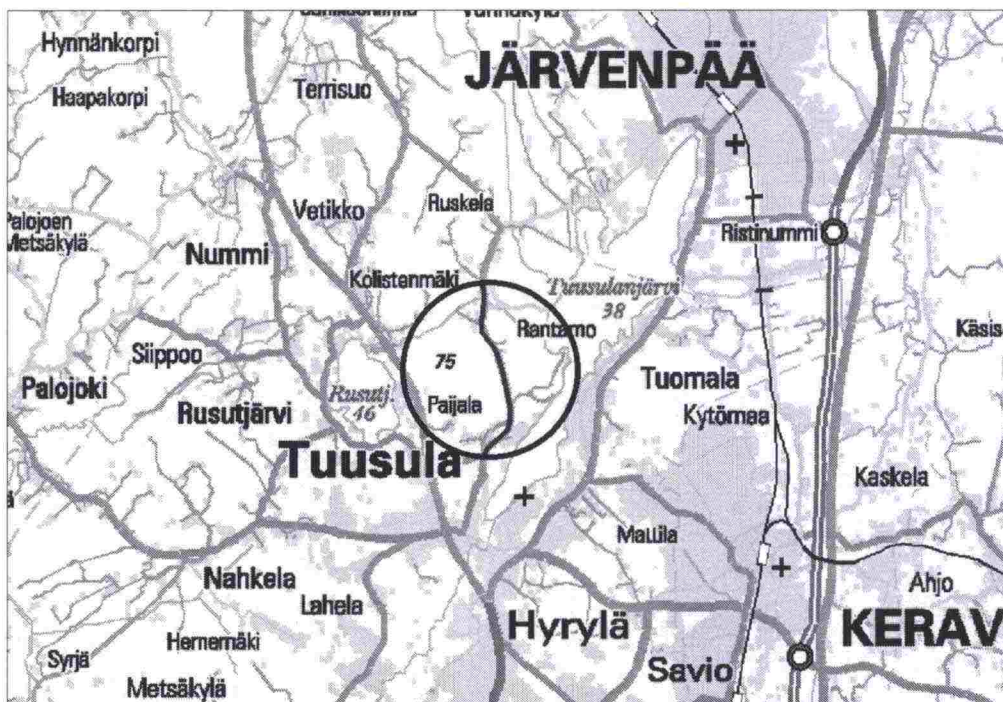 Hynnänkorpi
JÄRVENPÄÄ
Haapakorpi
Terrisuo
Vetikko
Ruskela
Palojoen
Metsäkylä
Nummi
Ristinummi
Kolistenmäki
Tuusulanjärvi
38
Rantamo
Siippoo
75
Palojoki
Rusutj.
46
Paijala
Tuomala
Rusutjärvi
Kytömaa
Tuusula
Kaskela
Mattila
Nahkela
Lahela
Ahjo
Hyrylä
KERAV
Hernemäki
Syrjä
Savio
Metsäkylä